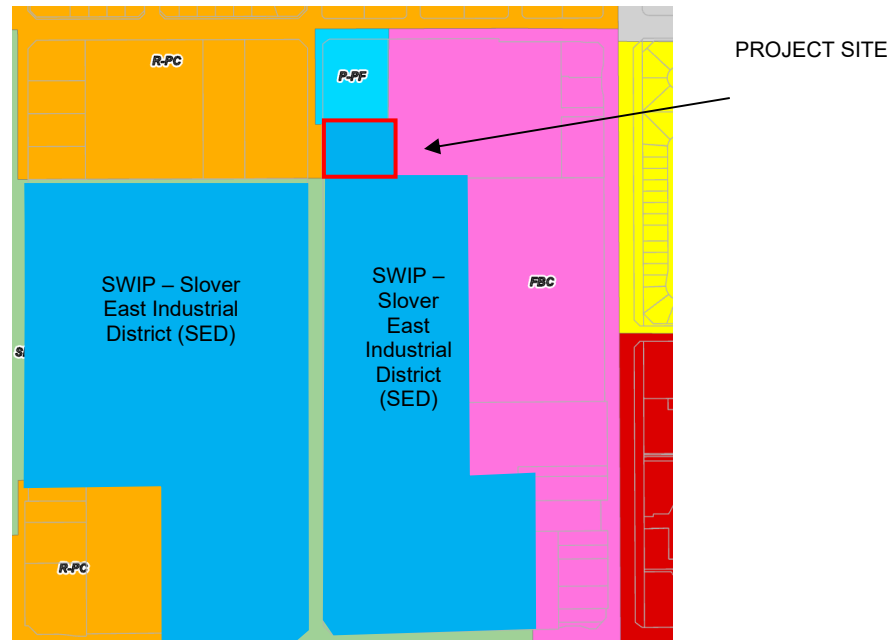 PROJECT SITE
R-PC
P-PF
SWIP – Slover
East Industrial
District (SED)
SWIP –
Slover
East
Industrial
District
(SED)
FBC
R-PC